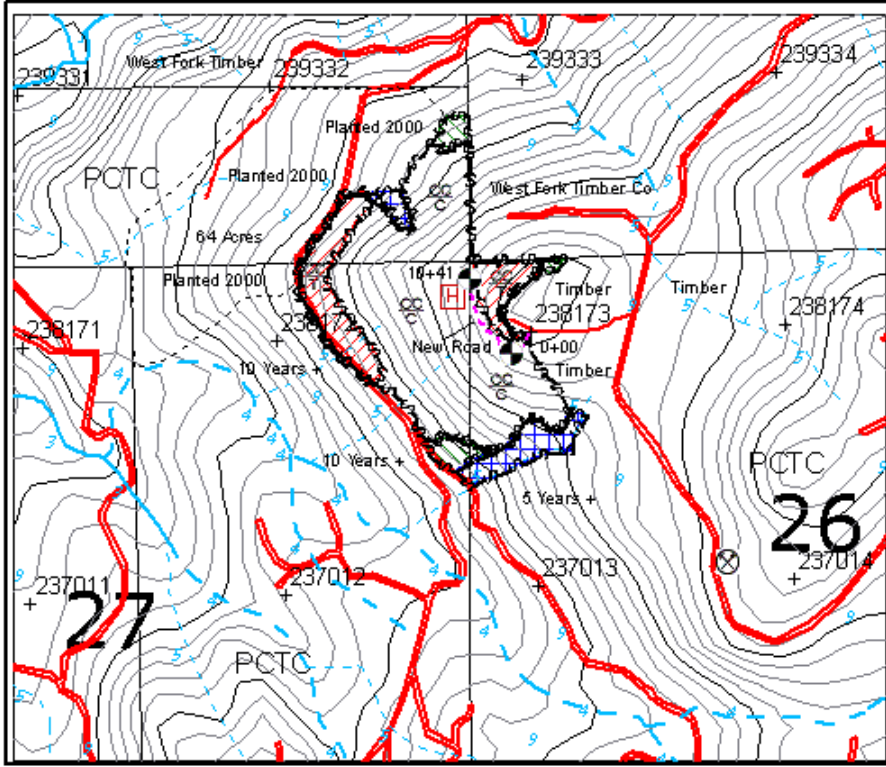 West Fork Timber
239331
239332
239333
239334
Planted 2000
PCTC
Planted 2000
CC
C
West Fork Timber Co
64 Acres
Planted 2000
10+41
H
CC
C
Timber
Timber
238171
238173
238174
New Road
0+00
10 Years +
Timber
CC
C
10 Years +
PCTC
5 Years +
26
237011
237012
237013
237014
27
PCTC